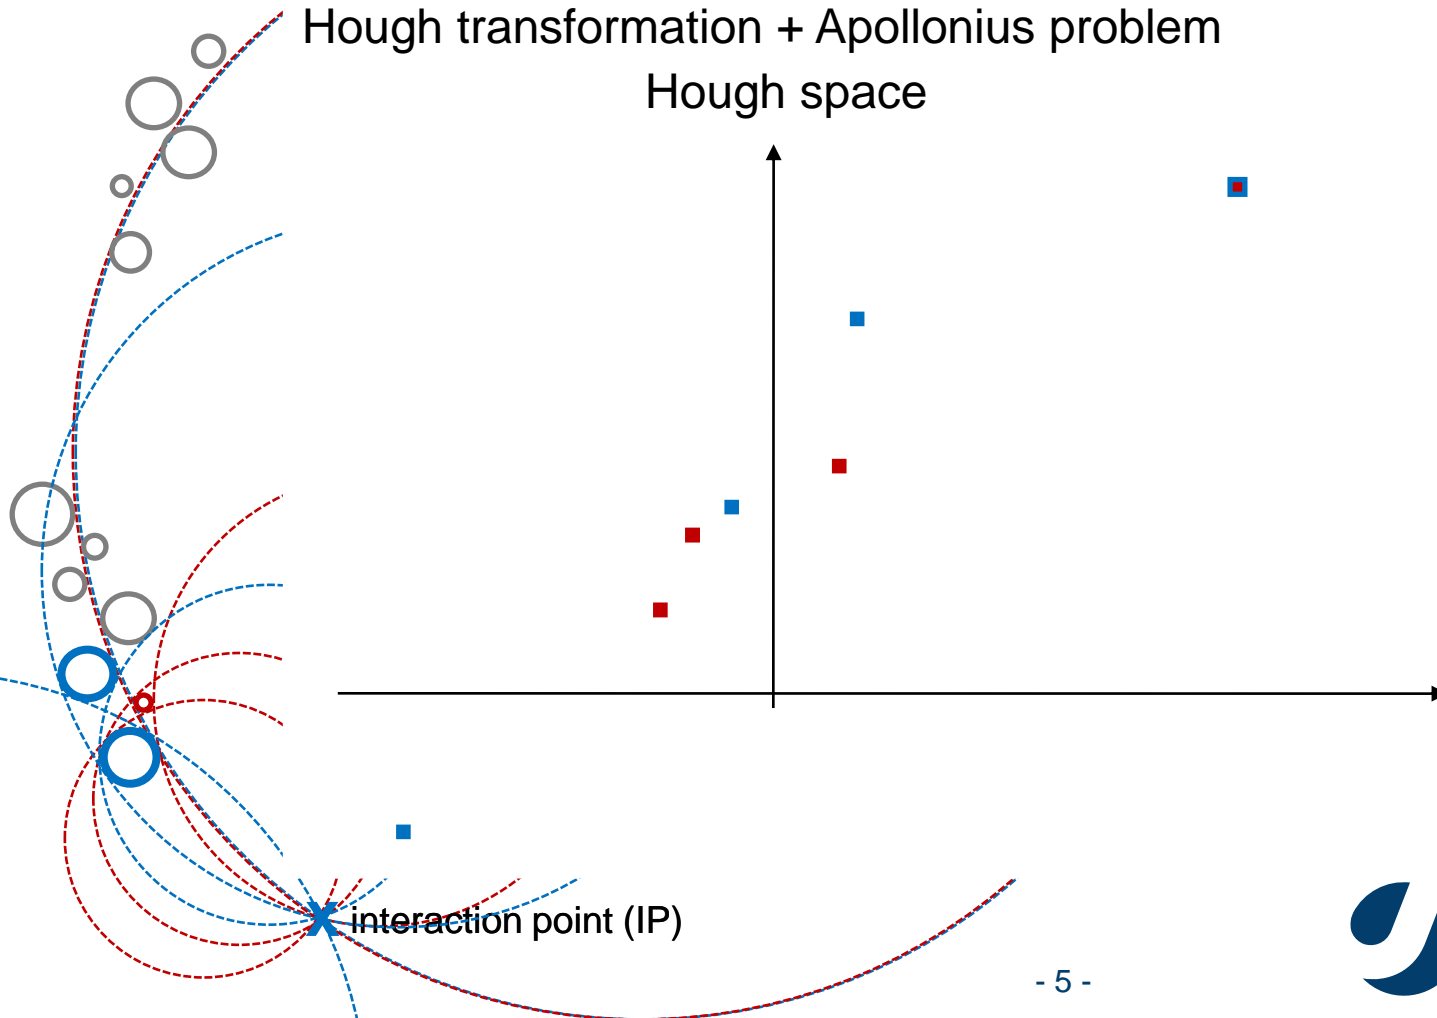 Hough transformation + Apollonius problem
Hough space
X interaction point (IP)
- 5 -